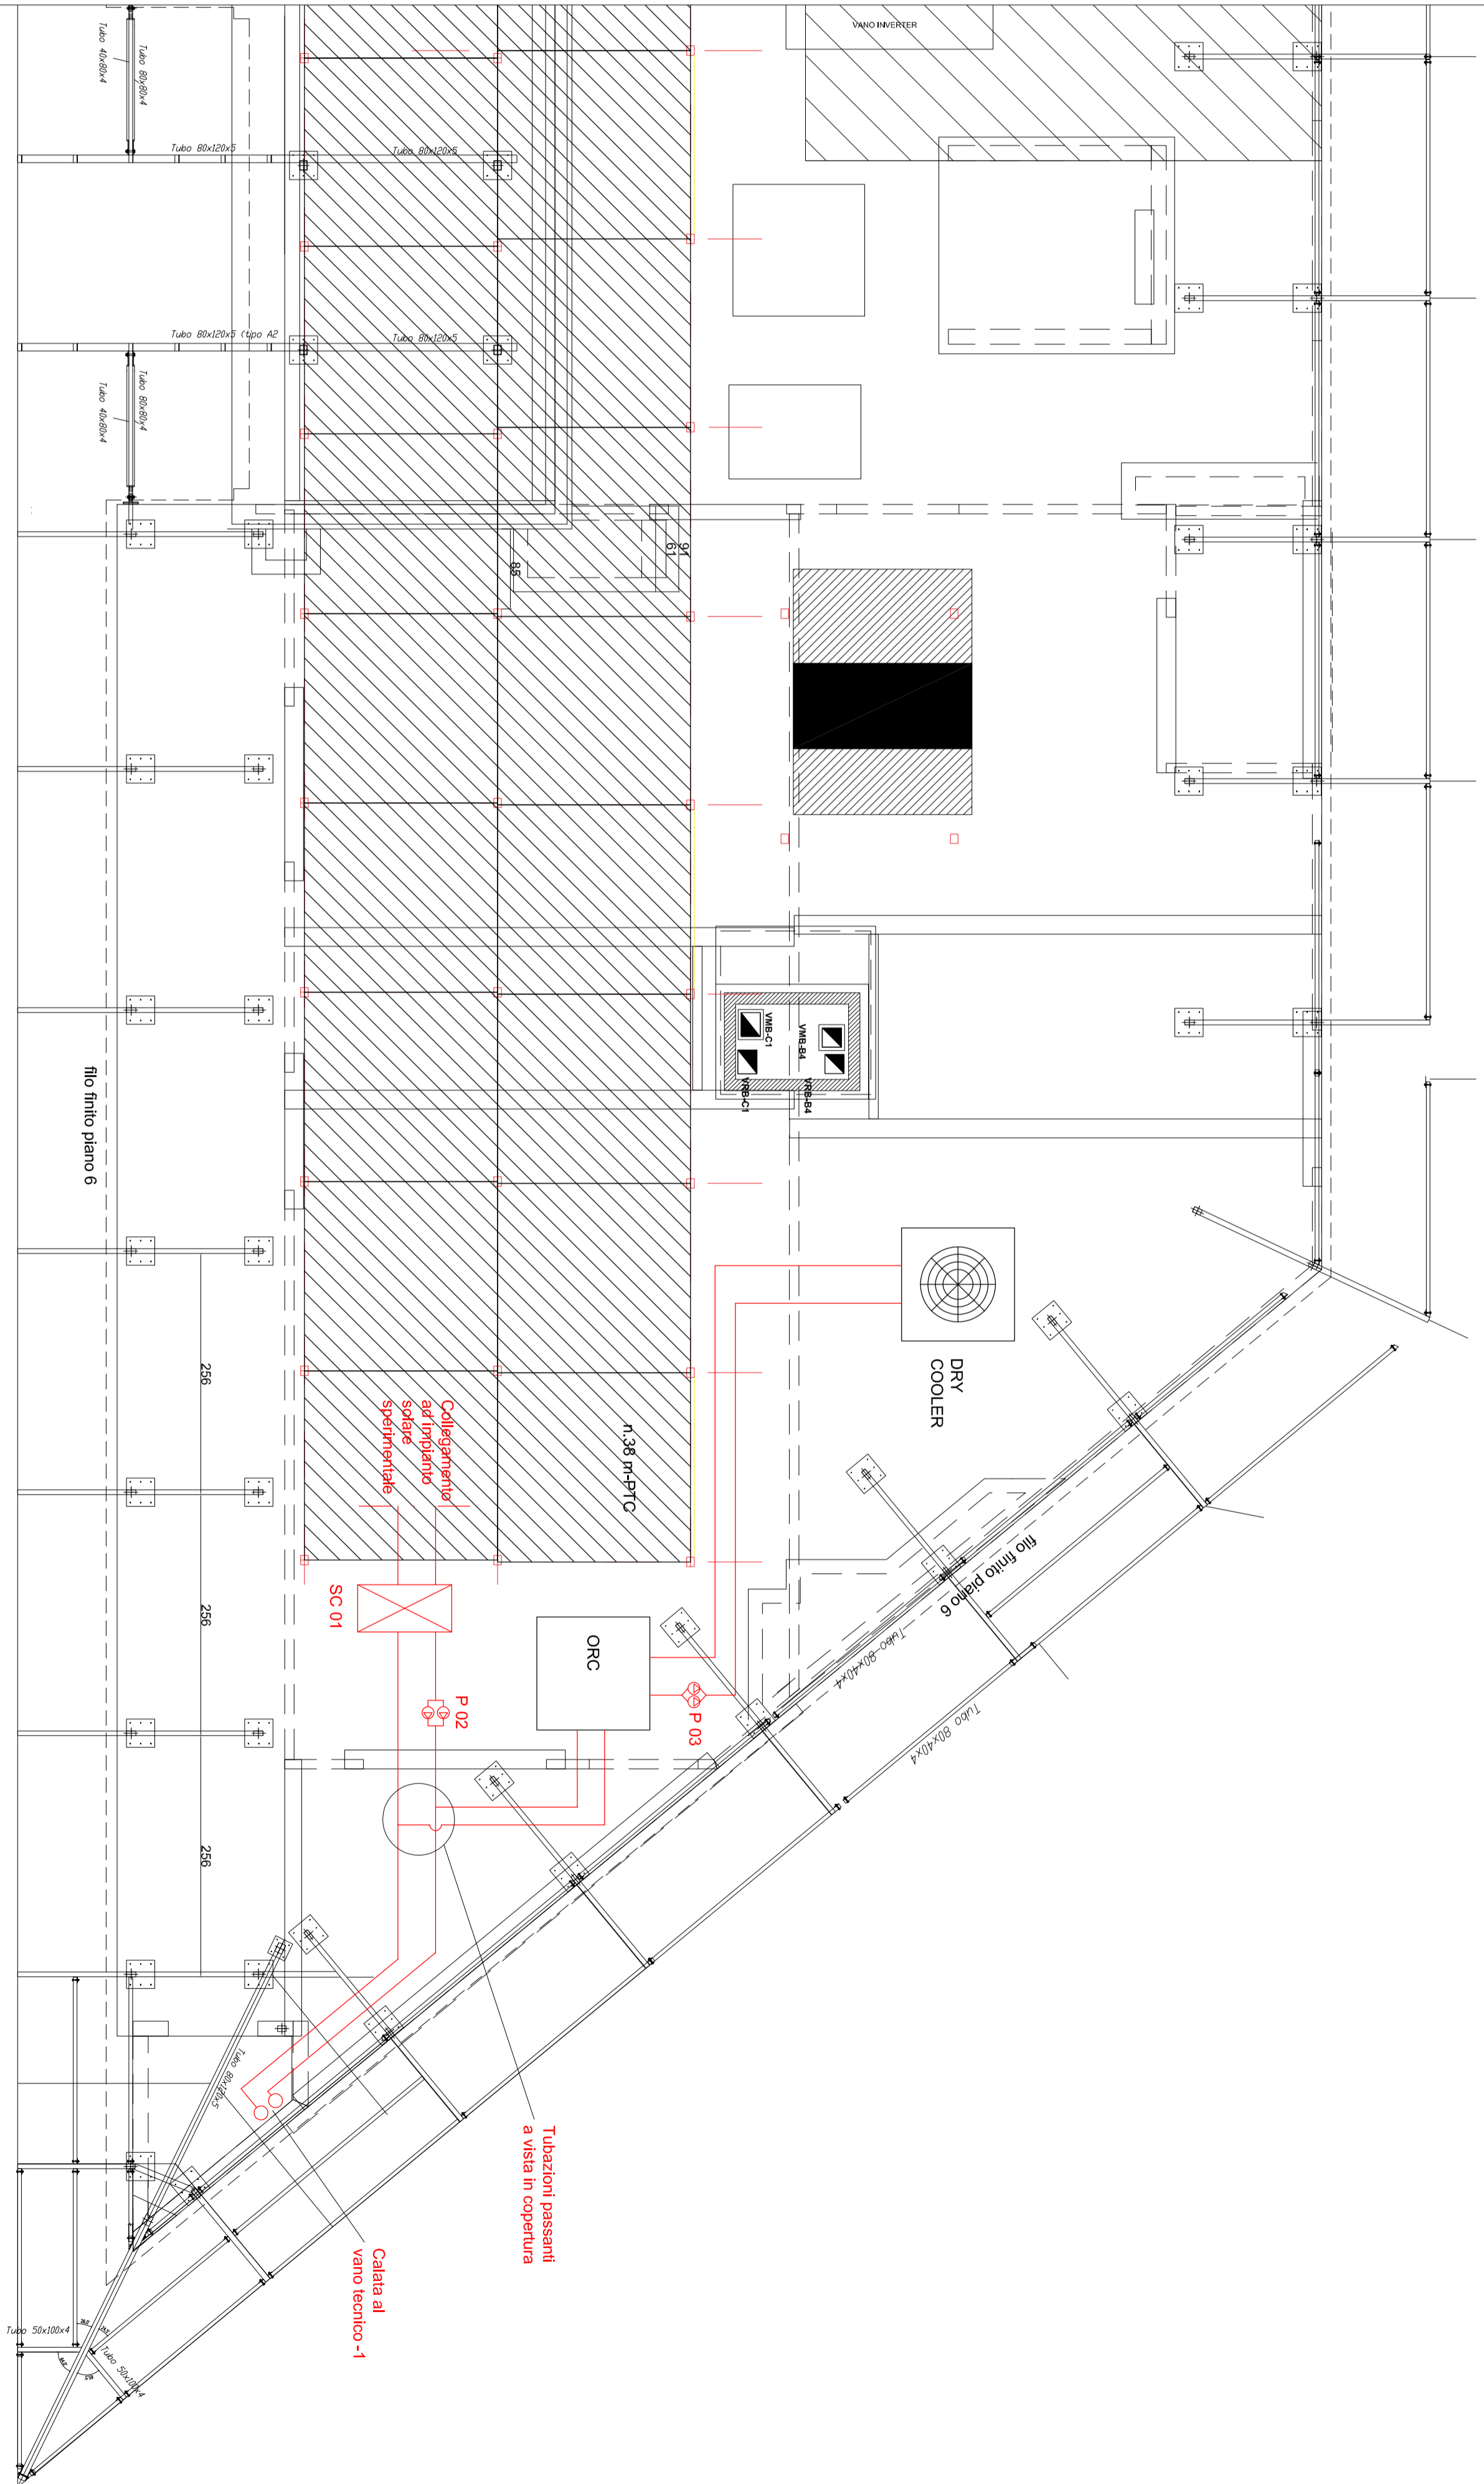 VANO INVERTER
Tubo 40x80x4
Tubo 80x80x4
Tubo 80x120x5
Tubo 80x120x5
Tubo 80x120x5 (tipo A2
Tubo 80x120x5
Tubo 40x80x4
Tubo 80x80x4
91
61
85
VMB-C1
VMB-B4
VRB-C1
VRB-B4
filo finito piano 6
DRY
COOLER
256
256
256
Collegamento
ad impianto
solare
sperimentale
n.38 m-PTC
SC 01
ORC
P 02
P 03
filo finito piano 6
Tubo 80x40x4
Tubo 80x40x4
Tubo 80x120x5
Tubazioni passanti
a vista in copertura
Calata al
vano tecnico -1
Tubo 50x100x4
Tubo 50x100x4